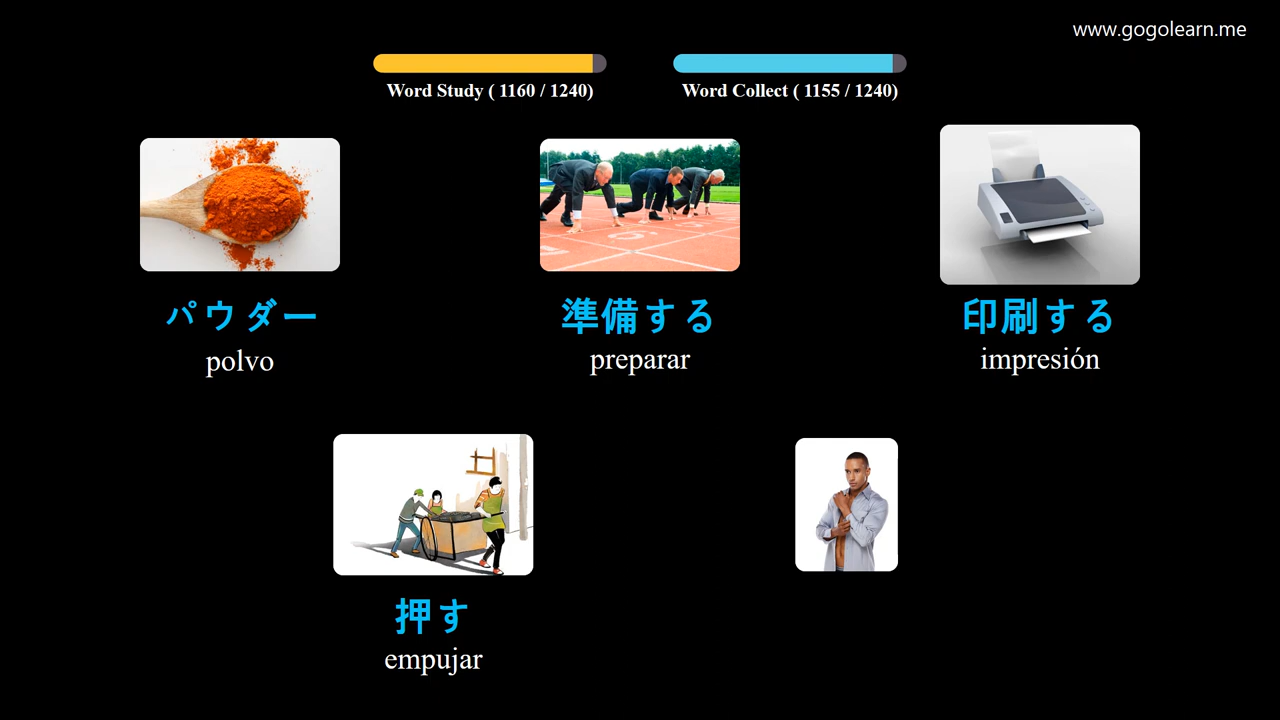 www.gogolearn.me
Word Study ( 1160 / 1240)
Word Collect ( 1155 / 1240)
パウダー
polvo
準備する
preparar
印刷する
impresión
押す
empujar